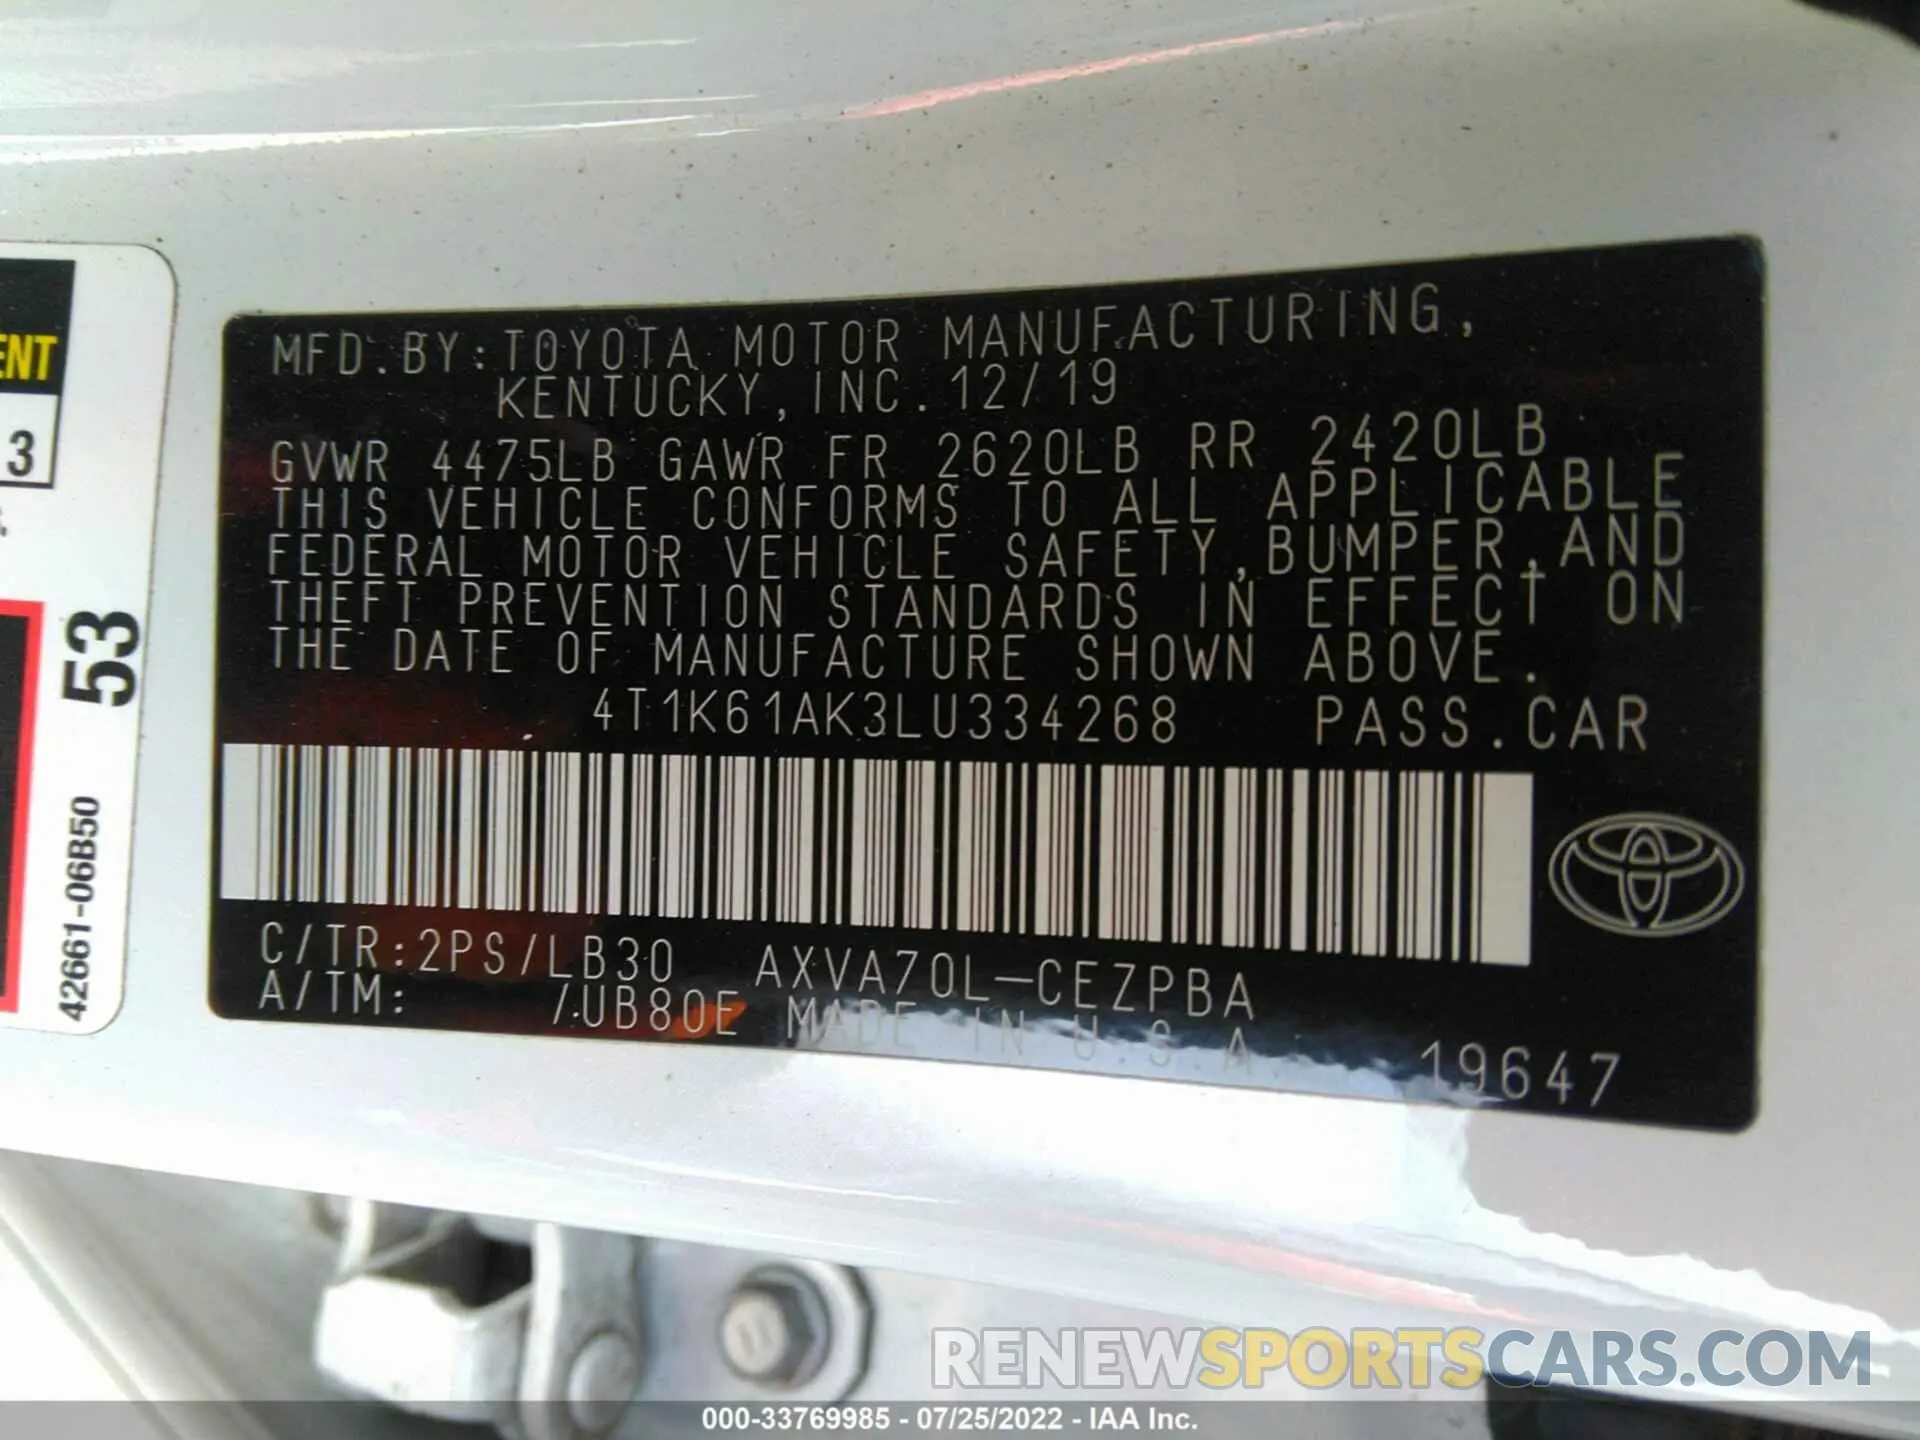 MFD.BY:TOYOTA MOTOR MANUFACTURING,
KENTUCKY,INC.12/19
GVWR 4475LB GAWR FR 2620LB RR 2420LB
THIS VEHICLE CONFORMS TO ALL APPLICABLE
FEDERAL MOTOR VEHICLE SAFETY,BUMPER,AND
THEFT PREVENTION STANDARDS IN EFFECT ON
THE DATE OF MANUFACTURE SHOWN ABOVE.
4T1K61AK3LU334268 PASS.CAR
C/TR:2PS/LB30 AXVA70L-CEZPBA
A/TM: /UB80E MADE IN U.S.A. 19647
ENT
3
53
42661-06B50
RENEWSPORTSCARS.COM
000-33769985 - 07/25/2022 - IAA Inc.